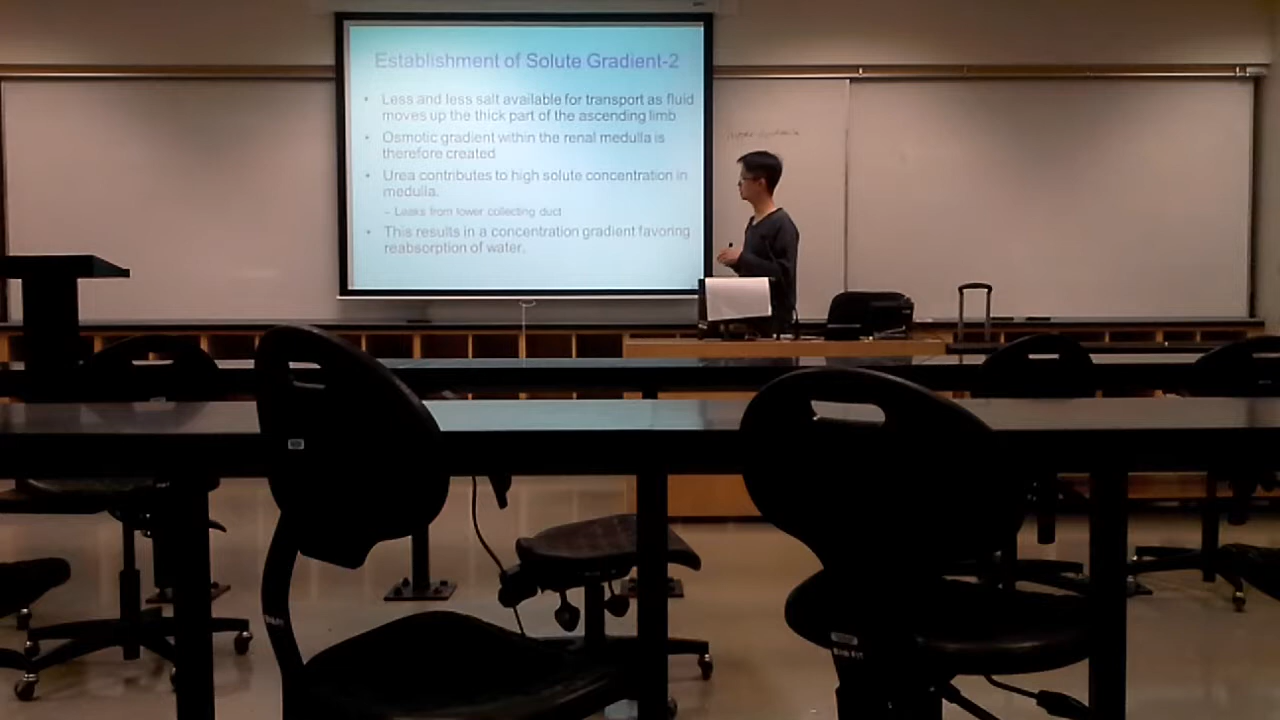 Establishment of Solute Gradient-2
• Less and less salt available for transport as fluid
moves up the thick part of the ascending limb
• Osmotic gradient within the renal medulla is
therefore created
• Urea contributes to high solute concentration in
medulla.
– Leaks from lower collecting duct
• This results in a concentration gradient favoring
reabsorption of water.